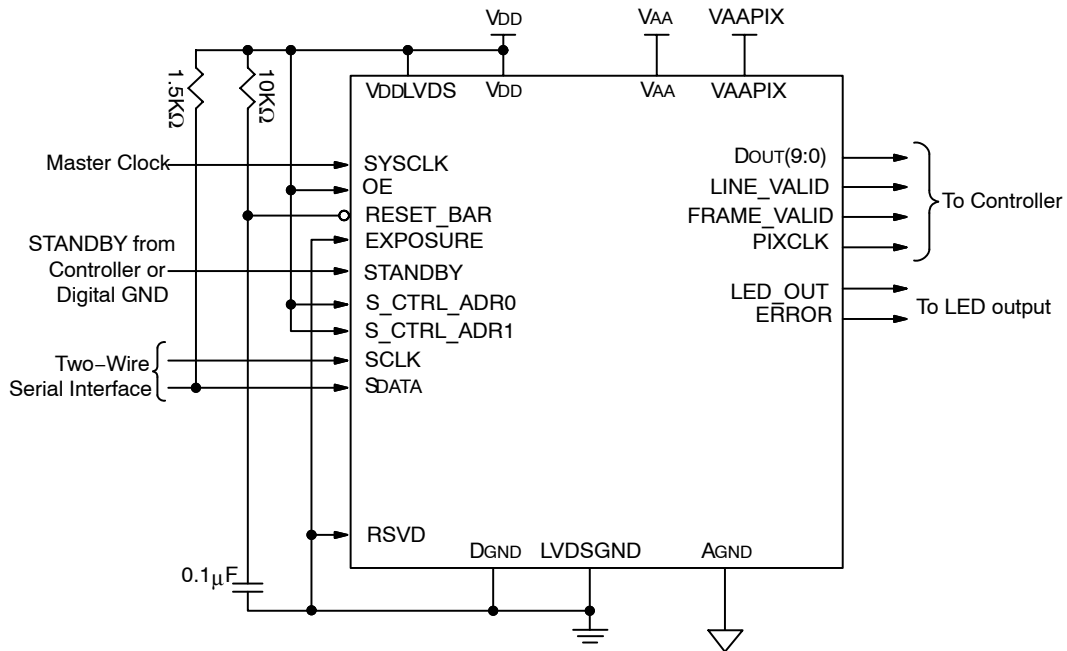 VDD
VAA
VAAPIX
1.5KΩ
10KΩ
VDDLVDS
VDD
VAA
VAAPIX
Master Clock
SYSCLK
OE
RESET_BAR
EXPOSURE
STANDBY from
Controller or
Digital GND
STANDBY
S_CTRL_ADR0
S_CTRL_ADR1
Two−Wire
Serial Interface
SCLK
SDATA
RSVD
DOUT(9:0)
LINE_VALID
FRAME_VALID
PIXCLK
To Controller
LED_OUT
ERROR
To LED output
DGND
LVDSGND
AGND
0.1μF